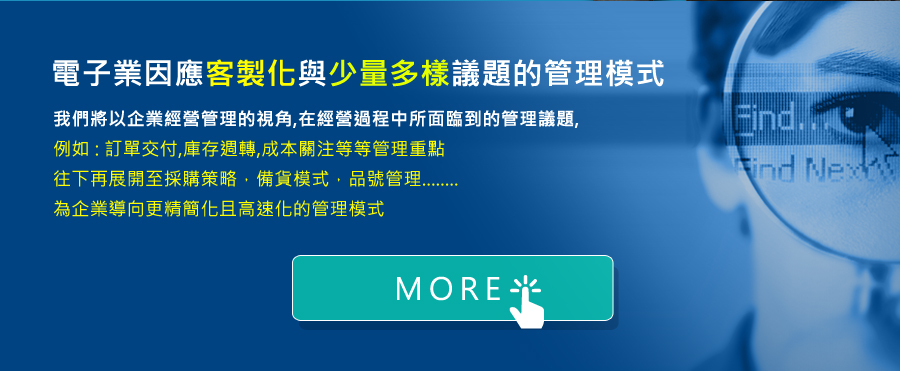 電子業因應客製化與少量多樣議題的管理模式
我們將以企業經營管理的視角,在經營過程中所面臨到的管理議題,
例如 : 訂單交付,庫存週轉,成本關注等等管理重點
往下再展開至採購策略，備貨模式，品號管理........
為企業導向更精簡化且高速化的管理模式
MORE
Find...
Find Next